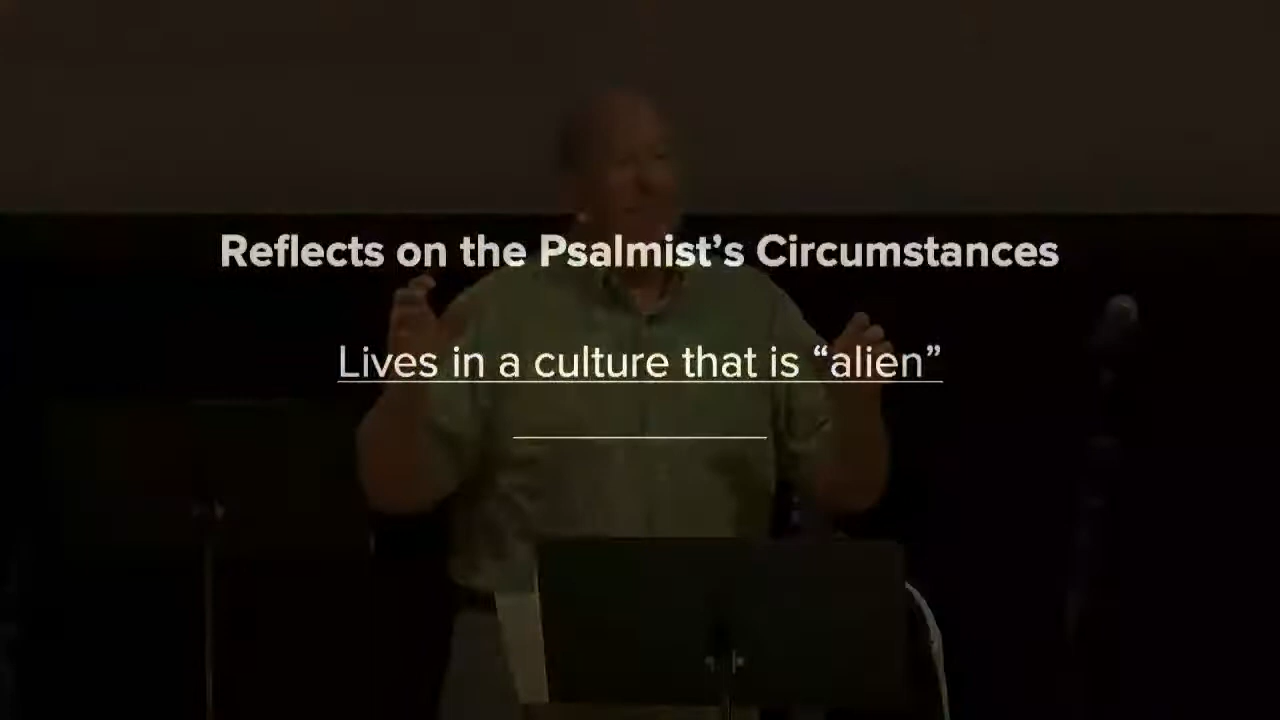 Reflects on the Psalmist’s Circumstances
Lives in a culture that is “alien”